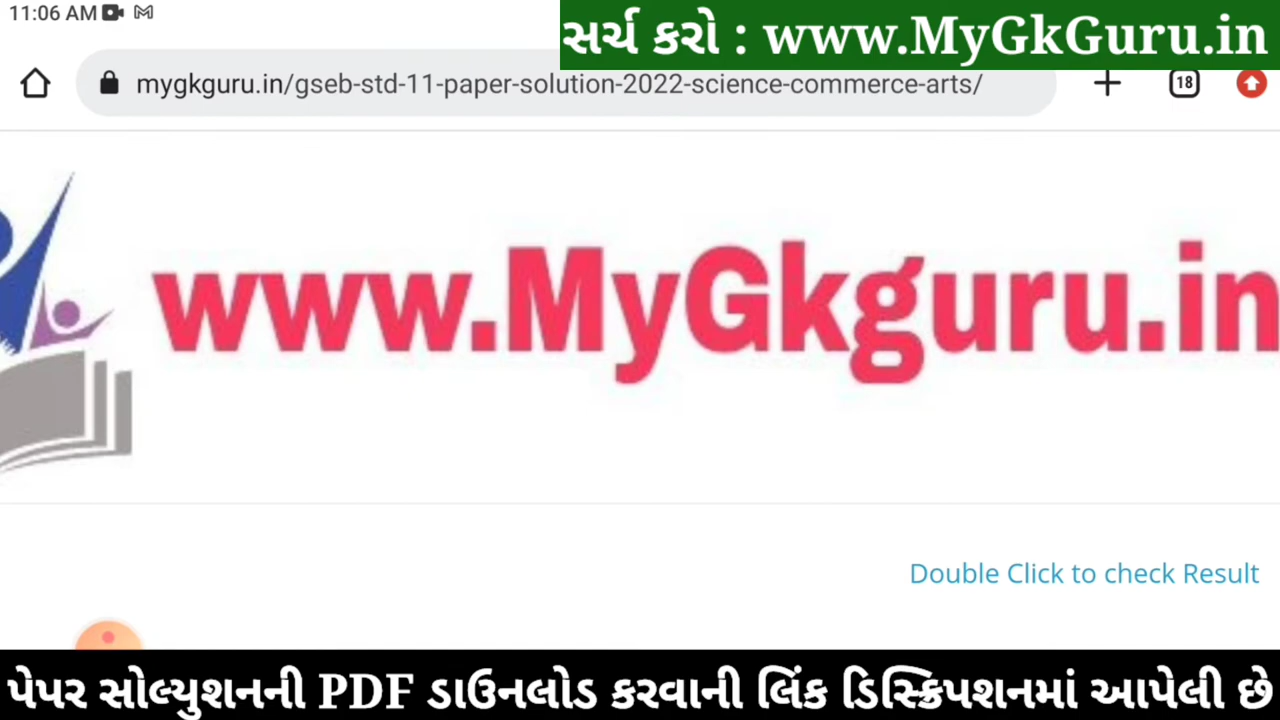 11:06 AM
સર્ચ કરો : www.MyGkGuru.in
mygkguru.in/gseb-std-11-paper-solution-2022-science-commerce-arts/
18
www.MyGkguru.in
Double Click to check Result
પેપર સોલ્યુશનની PDF ડાઉનલોડ કરવાની લિંક ડિસ્ક્રિપશનમાં આપેલી છે